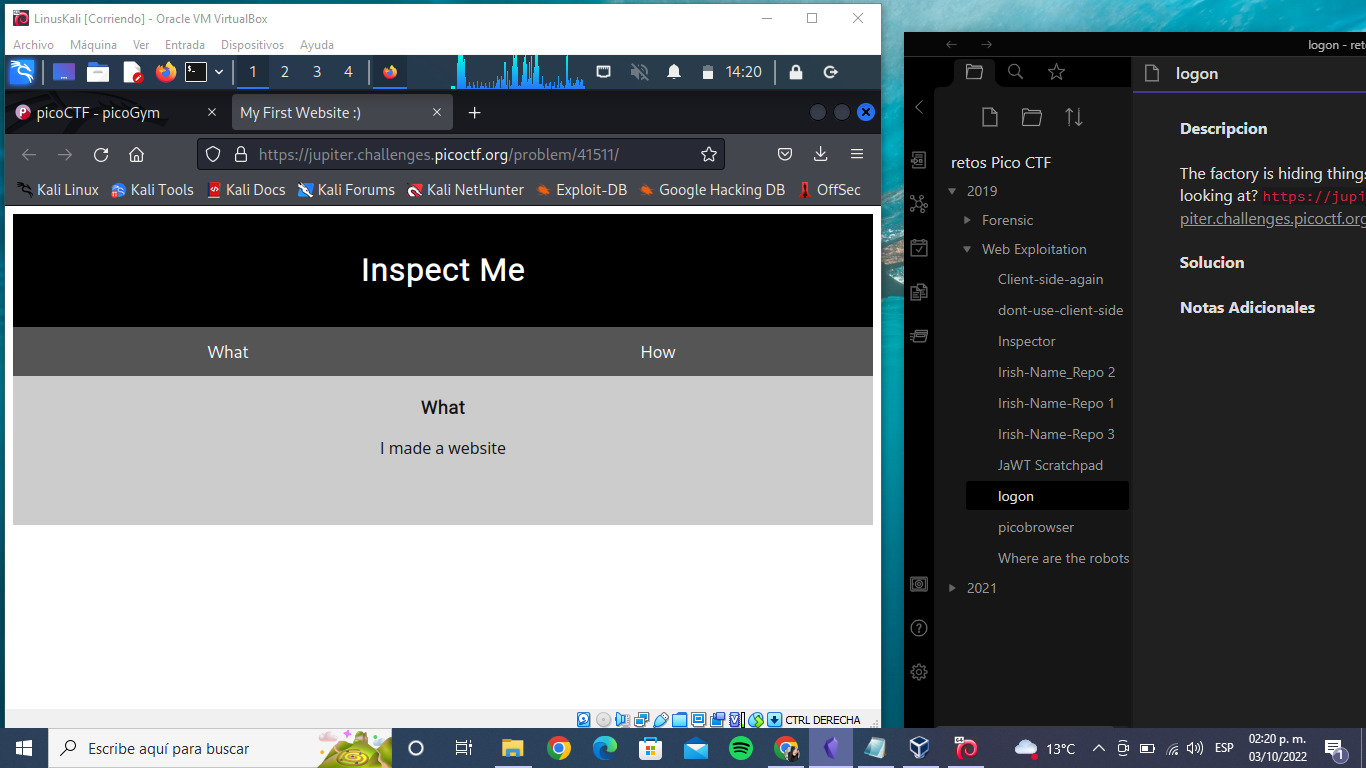 LinusKali [Corriendo] - Oracle VM VirtualBox
Archivo Máquina Ver Entrada Dispositivos Ayuda
1 2 3 4 14:20
picoCTF - picoGym
My First Website :)
https://jupiter.challenges.picoctf.org/problem/41511/
Kali Linux Kali Tools Kali Docs Kali Forums Kali NetHunter Exploit-DB Google Hacking DB OffSec
Inspect Me
What How
What
I made a website
CTRL DERECHA
logon - reto
retos Pico CTF
2019
Forensic
Web Exploitation
Client-side-again
dont-use-client-side
Inspector
Irish-Name_Repo 2
Irish-Name-Repo 1
Irish-Name-Repo 3
JaWT Scratchpad
logon
picobrowser
Where are the robots
2021
logon
Descripcion
The factory is hiding things
looking at? https://jupi
piter.challenges.picoctf.org
Solucion
Notas Adicionales
Escribe aquí para buscar
13°C
ESP
02:20 p. m.
03/10/2022
1